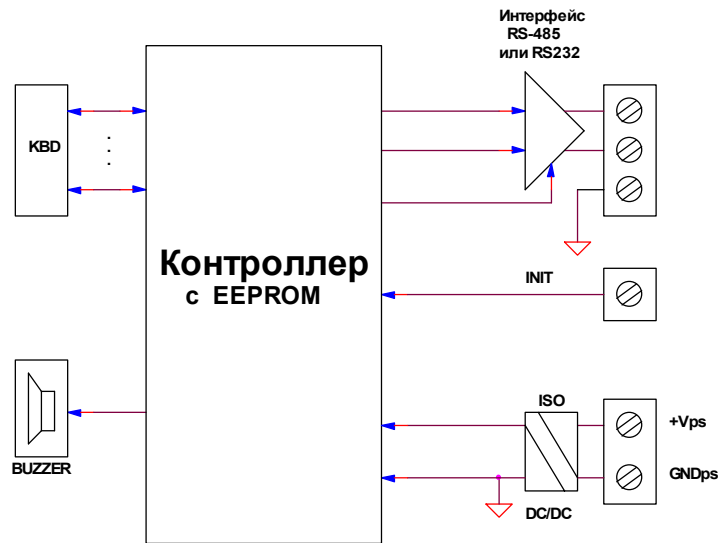 Интерфейс
RS-485
или RS232
KBD
Контроллер
с EEPROM
INIT
BUZZER
ISO
+Vps
GNDps
DC/DC